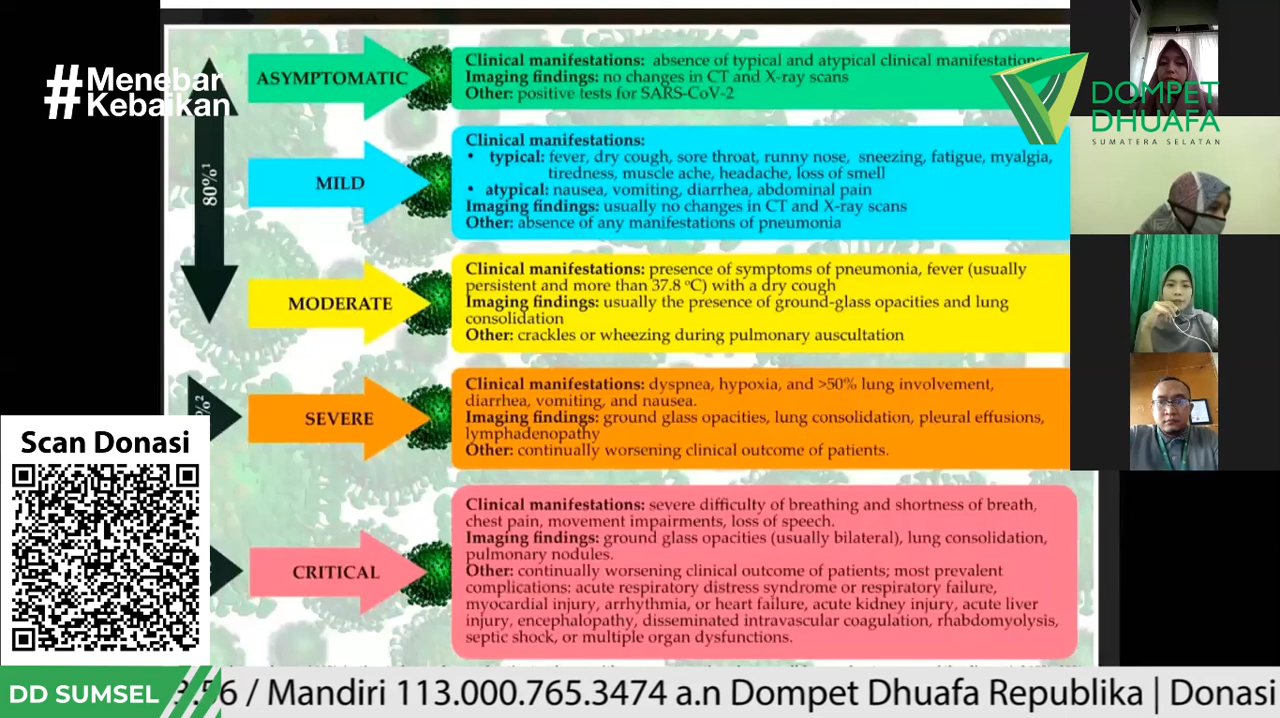 #Menebar
Kebaikan
DOMPET
DHUAFA
SUMATERA SELATAN
80%¹
ASYMPTOMATIC
Clinical manifestations: absence of typical and atypical clinical manifestations
Imaging findings: no changes in CT and X-ray scans
Other: positive tests for SARS-CoV-2
MILD
Clinical manifestations:
• typical: fever, dry cough, sore throat, runny nose, sneezing, fatigue, myalgia,
tiredness, muscle ache, headache, loss of smell
• atypical: nausea, vomiting, diarrhea, abdominal pain
Imaging findings: usually no changes in CT and X-ray scans
Other: absence of any manifestations of pneumonia
MODERATE
Clinical manifestations: presence of symptoms of pneumonia, fever (usually
persistent and more than 37.8 ºC) with a dry cough
Imaging findings: usually the presence of ground-glass opacities and lung
consolidation
Other: crackles or wheezing during pulmonary auscultation
%²
SEVERE
Clinical manifestations: dyspnea, hypoxia, and >50% lung involvement,
diarrhea, vomiting, and nausea.
Imaging findings: ground glass opacities, lung consolidation, pleural effusions,
lymphadenopathy
Other: continually worsening clinical outcome of patients.
CRITICAL
Clinical manifestations: severe difficulty of breathing and shortness of breath,
chest pain, movement impairments, loss of speech.
Imaging findings: ground glass opacities (usually bilateral), lung consolidation,
pulmonary nodules.
Other: continually worsening clinical outcome of patients; most prevalent
complications: acute respiratory distress syndrome or respiratory failure,
myocardial injury, arrhythmia, or heart failure, acute kidney injury, acute liver
injury, encephalopathy, disseminated intravascular coagulation, rhabdomyolysis,
septic shock, or multiple organ dysfunctions.
Scan Donasi
DD SUMSEL
56 / Mandiri 113.000.765.3474 a.n Dompet Dhuafa Republika | Donasi